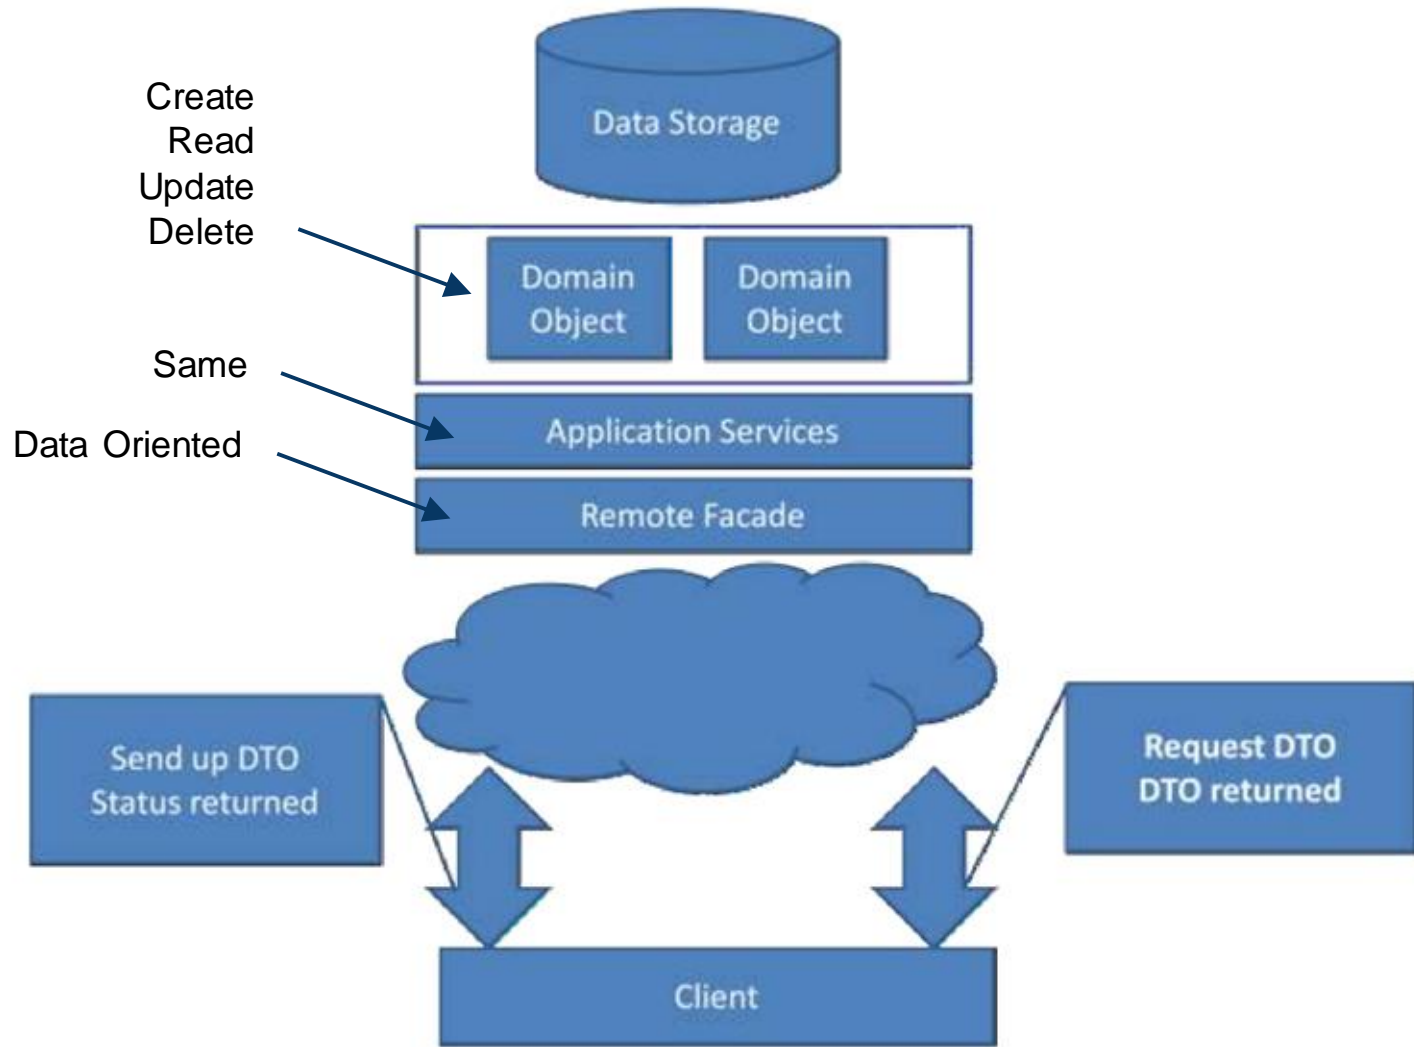 Data Storage
Create
Read
Update
Delete
Domain
Object
Domain
Object
Same
Application Services
Data Oriented
Remote Facade
Send up DTO
Status returned
Request DTO
DTO returned
Client